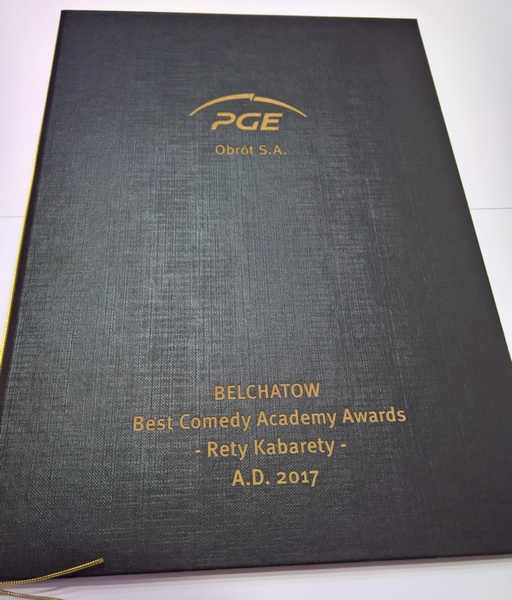 PGE
Obrót S.A.
BELCHATOW
Best Comedy Academy Awards
- Rety Kabarety -
A.D. 2017